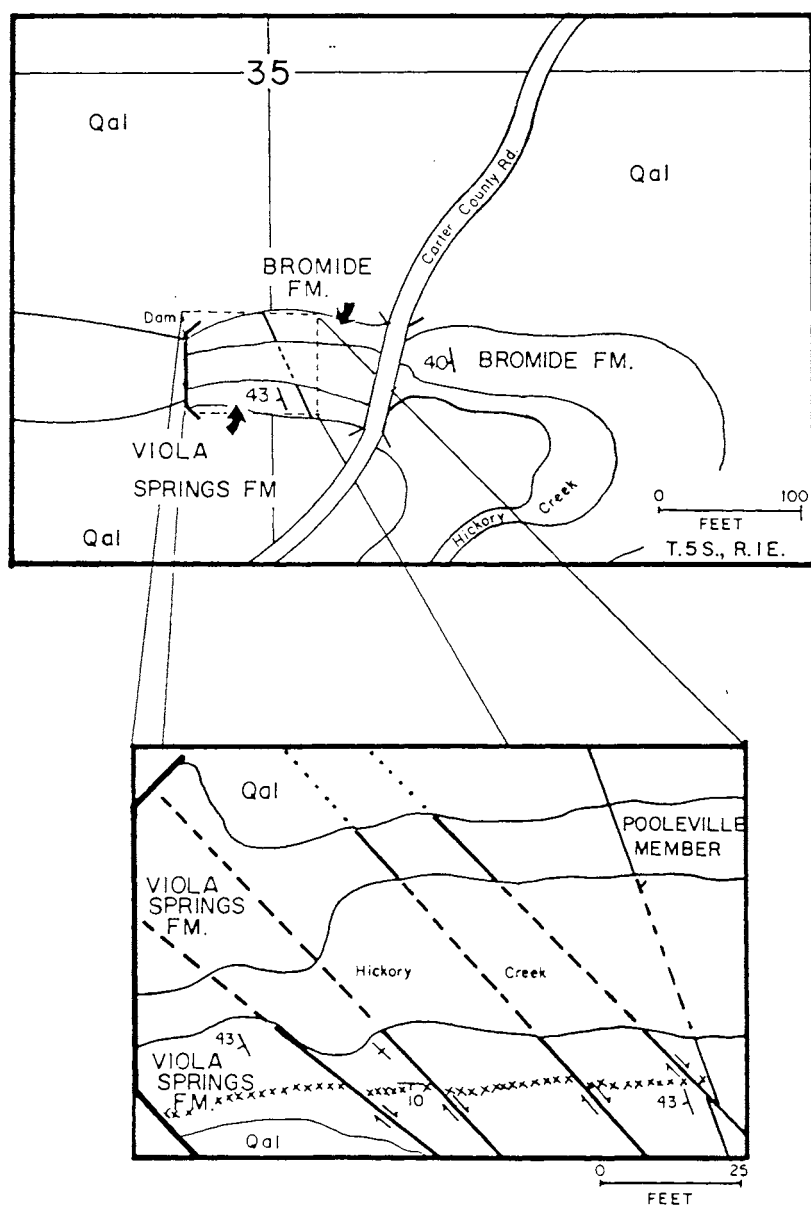 35
Qal
Qal
Carter County Rd.
BROMIDE
FM.
Dam
40
BROMIDE FM.
43
VIOLA
SPRINGS FM
Hickory Creek
Qal
0 100
FEET
T.5S., R.1E.
Qal
POOLEVILLE
MEMBER
VIOLA
SPRINGS
FM.
Hickory Creek
43
VIOLA
SPRINGS
FM.
10
43
Qal
0 25
FEET